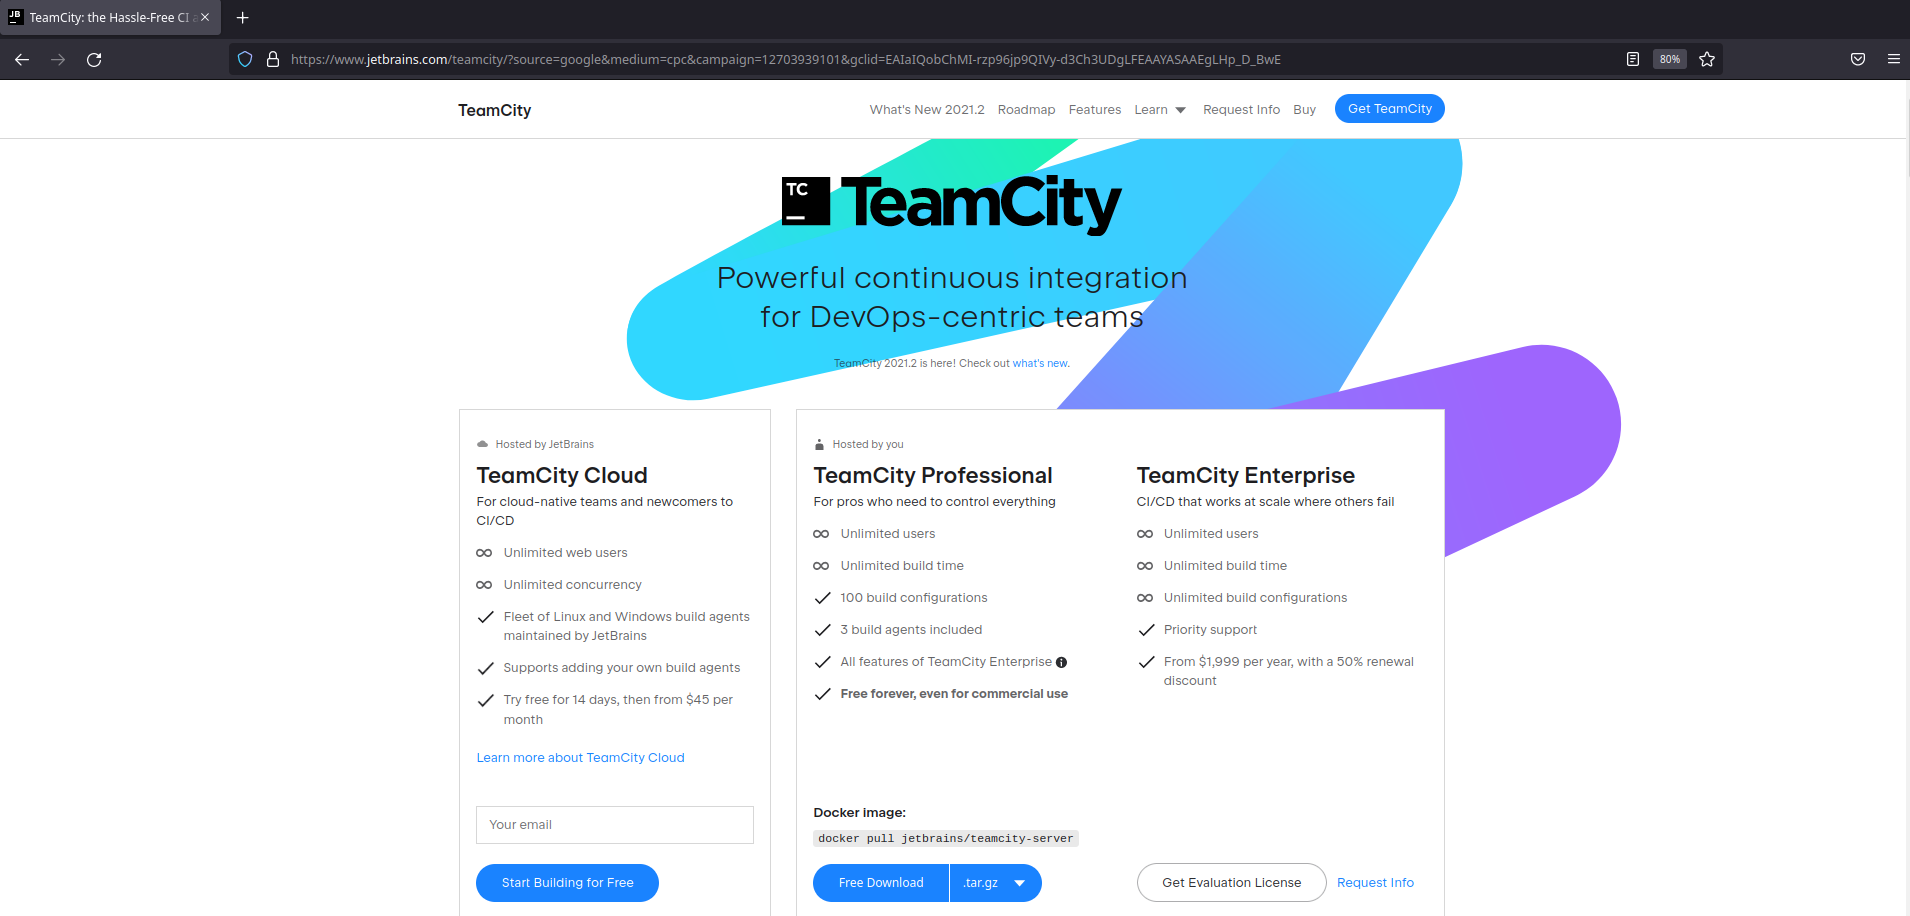 JB
TeamCity: the Hassle-Free CI a
https://www.jetbrains.com/teamcity/?source=google&medium=cpc&campaign=12703939101&gclid=EAIaIQobChMI-rzp96jp9QIVy-d3Ch3UDgLFEAAYASAAEgLHp_D_BwE
80%
TeamCity
What's New 2021.2 Roadmap Features Learn Request Info Buy Get TeamCity
TC
TeamCity
Powerful continuous integration
for DevOps-centric teams
TeamCity 2021.2 is here! Check out what's new.
Hosted by JetBrains
TeamCity Cloud
For cloud-native teams and newcomers to
CI/CD
Unlimited web users
Unlimited concurrency
Fleet of Linux and Windows build agents
maintained by JetBrains
Supports adding your own build agents
Try free for 14 days, then from $45 per
month
Learn more about TeamCity Cloud
Your email
Start Building for Free
Hosted by you
TeamCity Professional
For pros who need to control everything
Unlimited users
Unlimited build time
100 build configurations
3 build agents included
All features of TeamCity Enterprise
Free forever, even for commercial use
Docker image:
docker pull jetbrains/teamcity-server
Free Download .tar.gz
TeamCity Enterprise
CI/CD that works at scale where others fail
Unlimited users
Unlimited build time
Unlimited build configurations
Priority support
From $1,999 per year, with a 50% renewal
discount
Get Evaluation License Request Info